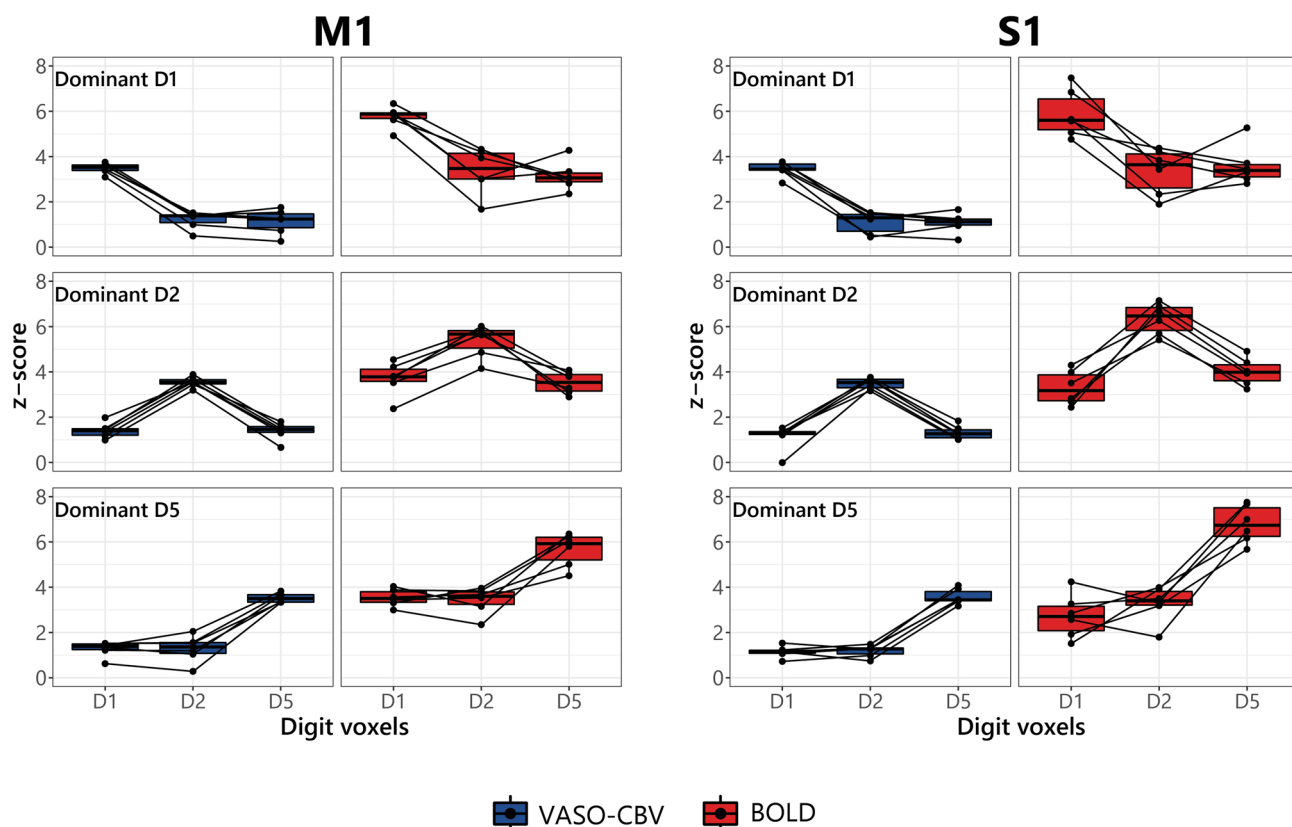 M1
S1
z-score
8
6
4
2
0
Dominant D1
8
6
4
2
0
Dominant D2
8
6
4
2
0
Dominant D5
D1 D2 D5
D1 D2 D5
Digit voxels
z-score
8
6
4
2
0
Dominant D1
8
6
4
2
0
Dominant D2
8
6
4
2
0
Dominant D5
D1 D2 D5
D1 D2 D5
Digit voxels
VASO-CBV BOLD